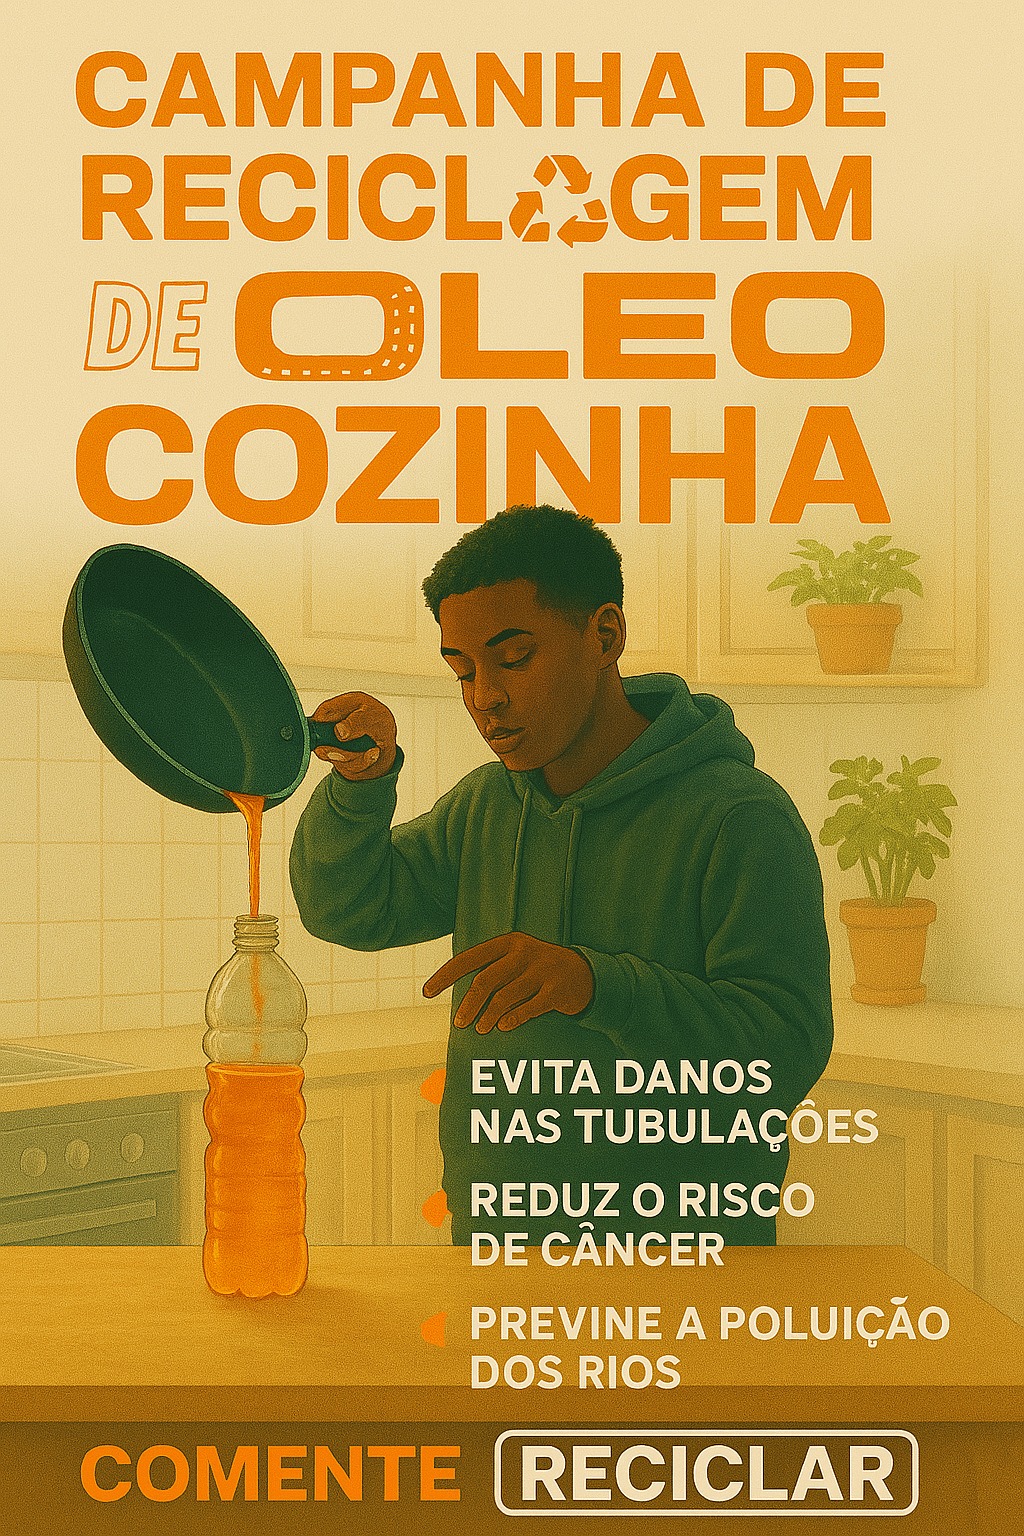 CAMPANHA DE
RECICLAGEM
DE OLEO
COZINHA
EVITA DANOS
NAS TUBULAÇÕES
REDUZ O RISCO
DE CÂNCER
PREVINE A POLUIÇÃO
DOS RIOS
COMENTE RECICLAR